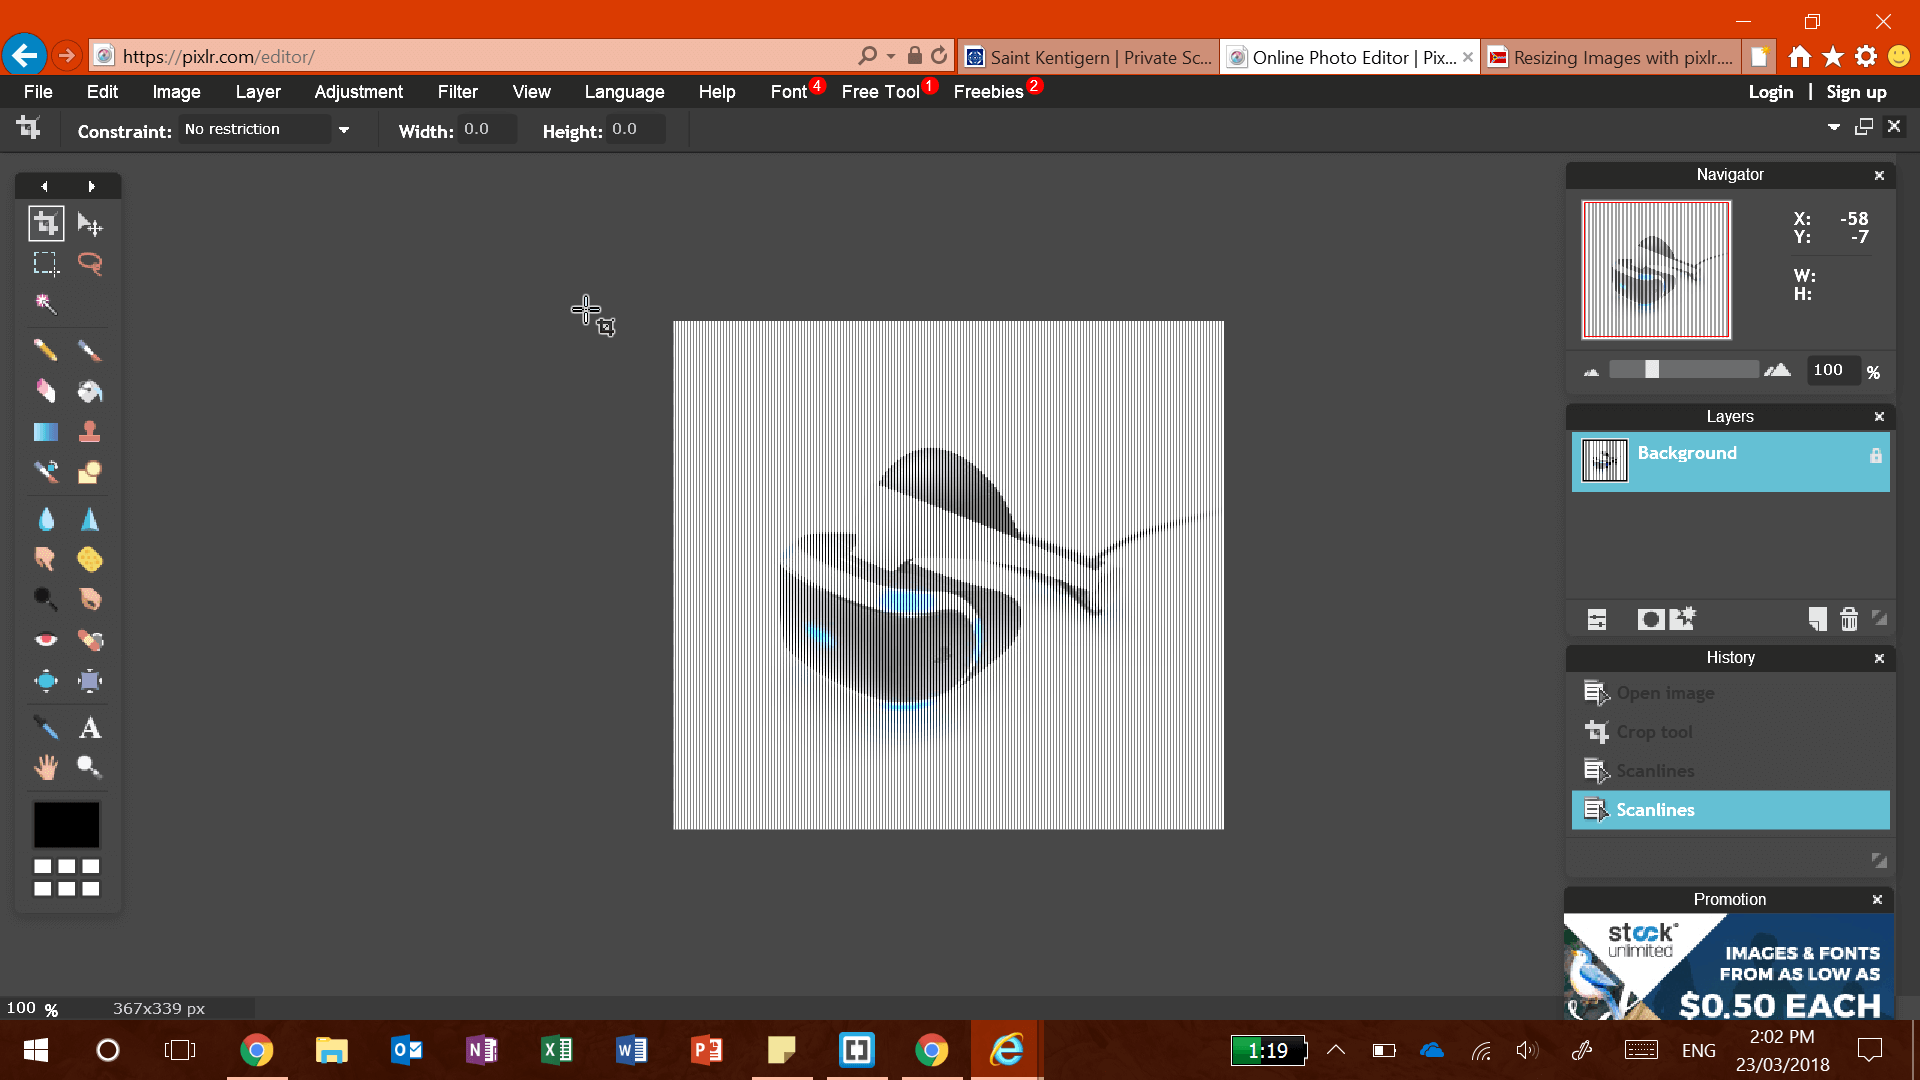 https://pixlr.com/editor/
Saint Kentigern | Private Sc...
Online Photo Editor | Pix...
Resizing Images with pixlr....
File Edit Image Layer Adjustment Filter View Language Help Font 4 Free Tool 1 Freebies 2 Login | Sign up
Constraint: No restriction Width: 0.0 Height: 0.0
Navigator
X: -58
Y: -7
W:
H:
100 %
Layers
Background
History
Open image
Crop tool
Scanlines
Scanlines
Promotion
stock
unlimited
IMAGES & FONTS
FROM AS LOW AS
$0.50 EACH
A
100 % 367x339 px
1:19
ENG
2:02 PM
23/03/2018